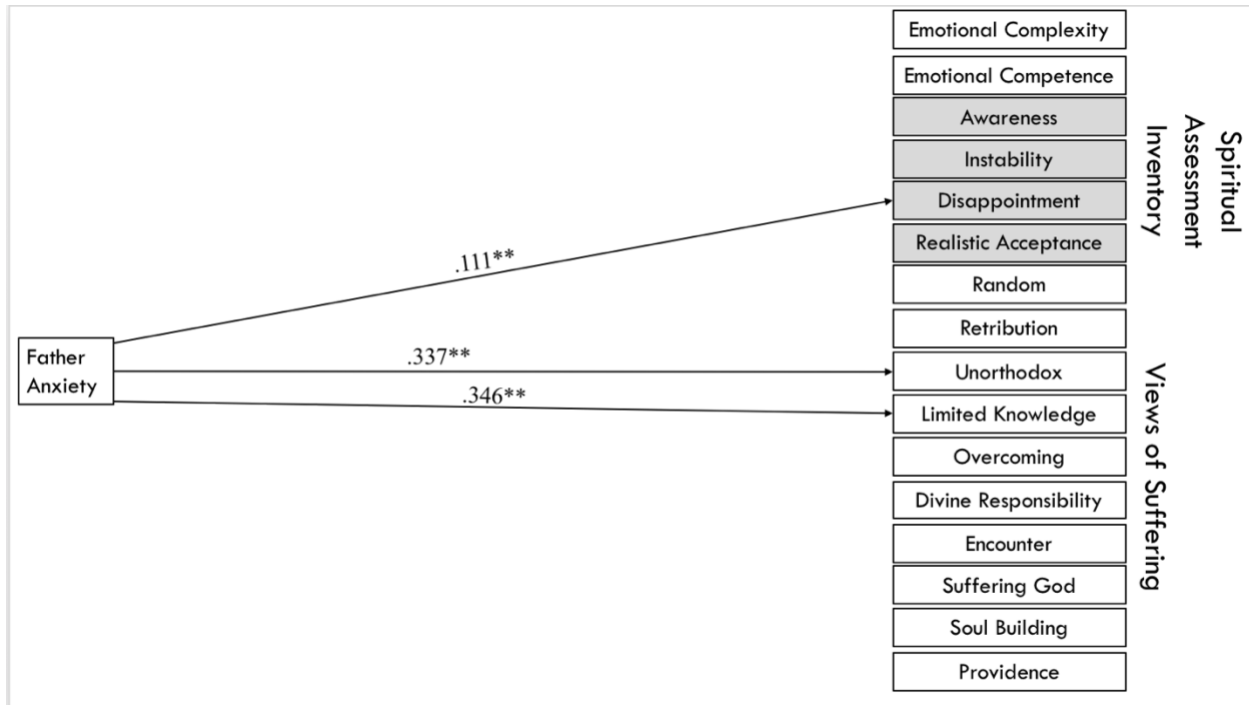 Emotional Complexity
Emotional Competence
Awareness
Instability
Disappointment
Realistic Acceptance
Random
Retribution
Unorthodox
Limited Knowledge
Overcoming
Divine Responsibility
Encounter
Suffering God
Soul Building
Providence
Spiritual
Assessment
Inventory
Views of Suffering
Father
Anxiety
.111**
.337**
.346**